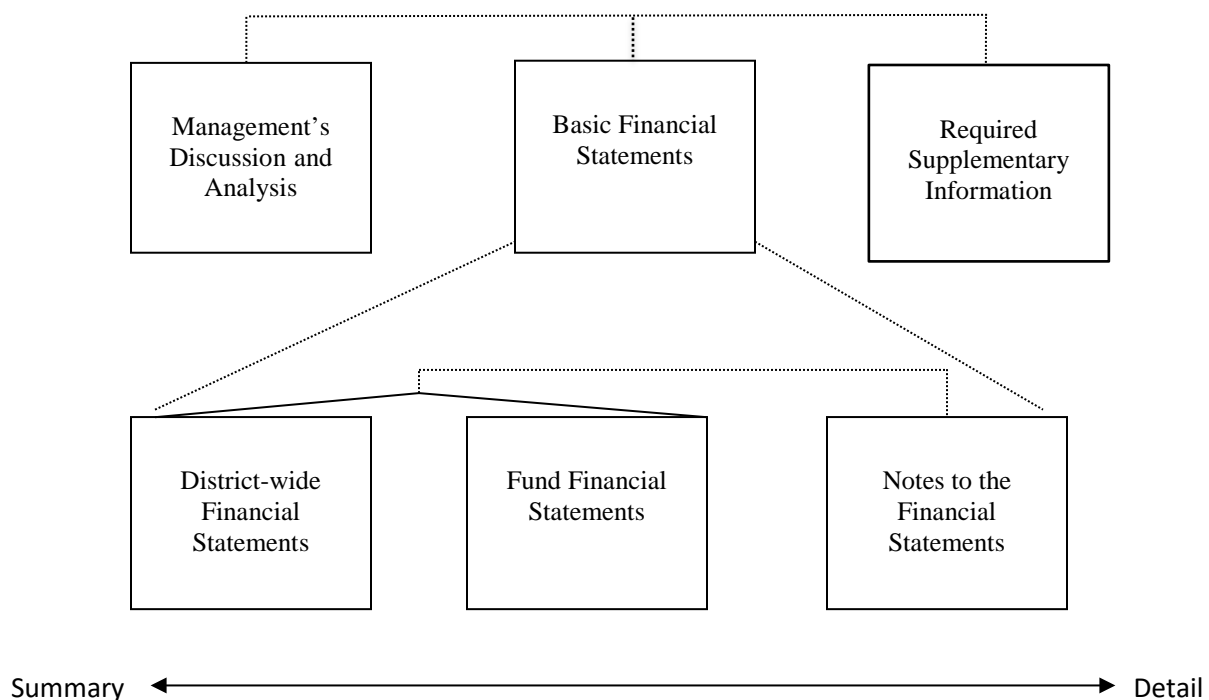 Management’s
Discussion and
Analysis
Basic Financial
Statements
Required
Supplementary
Information
District-wide
Financial
Statements
Fund Financial
Statements
Notes to the
Financial
Statements
Summary
Detail